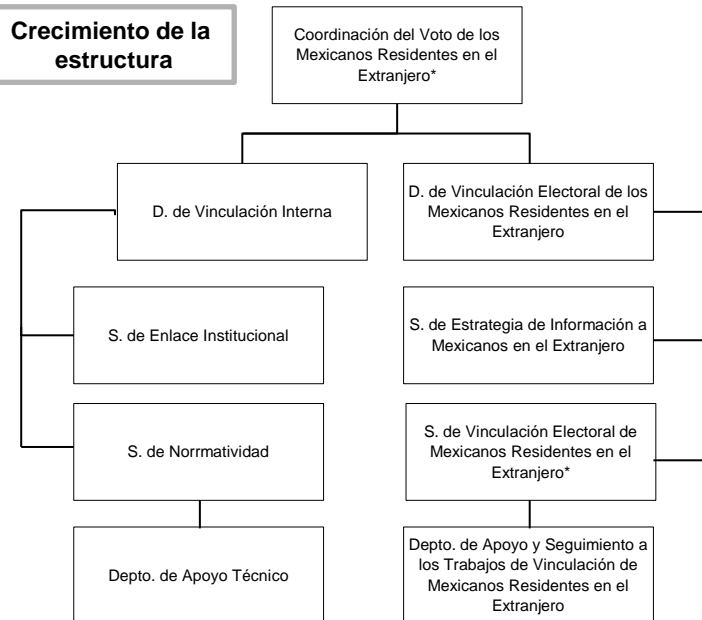 Crecimiento de la
estructura
Coordinación del Voto de los
Mexicanos Residentes en el
Extranjero*
D. de Vinculación Interna
D. de Vinculación Electoral de los
Mexicanos Residentes en el
Extranjero
S. de Enlace Institucional
S. de Estrategia de Información a
Mexicanos en el Extranjero
S. de Norrmatividad
S. de Vinculación Electoral de
Mexicanos Residentes en el
Extranjero*
Depto. de Apoyo Técnico
Depto. de Apoyo y Seguimiento a
los Trabajos de Vinculación de
Mexicanos Residentes en el
Extranjero